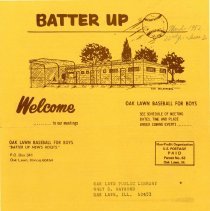 BATTER UP
Welcome
... to our meetings
OAK LAWN BASEBALL FOR BOYS
SEE SCHEDULE OF MEETING
DATES, TIME AND PLACE
UNDER COMING EVENTS
OAK LAWN BASEBALL FOR BOYS
"BATTER UP NEWS ROUTE"
P.O. Box 341
Oak Lawn, Illinois 60454
Non-Profit Organization
U.S. POSTAGE
PAID
Permit No. 62
Oak Lawn, Ill.
OAK LAWN PUBLIC LIBRARY
OAK LAWN, ILL. 60453